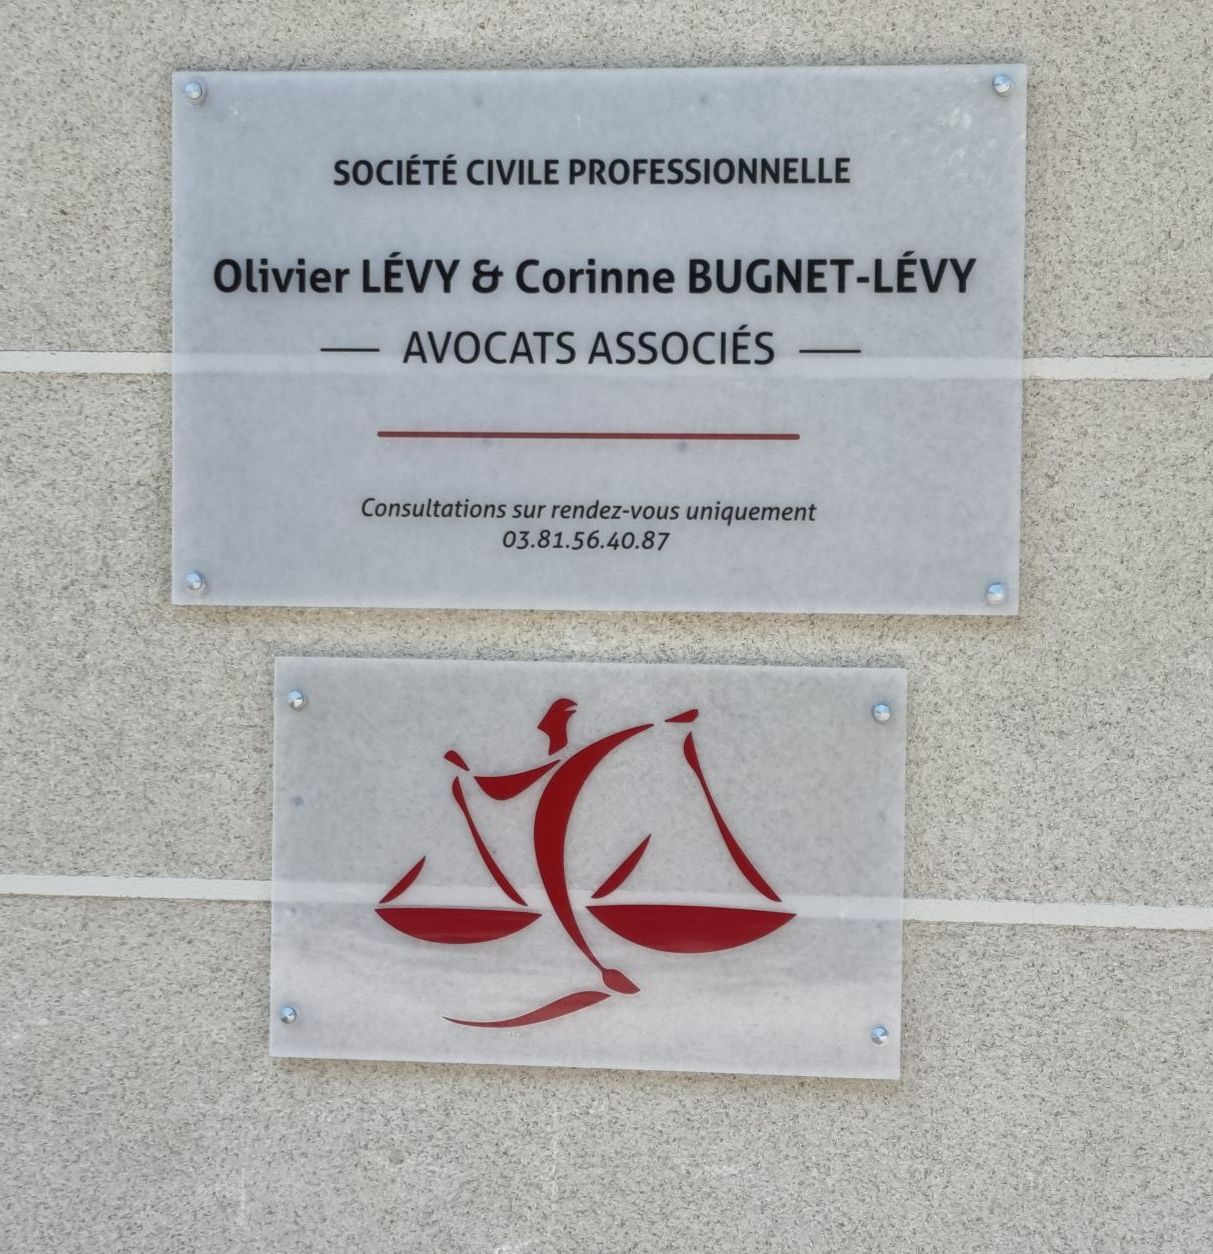 SOCIÉTÉ CIVILE PROFESSIONNELLE
Olivier LÉVY & Corinne BUGNET-LÉVY
— AVOCATS ASSOCIÉS —
Consultations sur rendez-vous uniquement
03.81.56.40.87